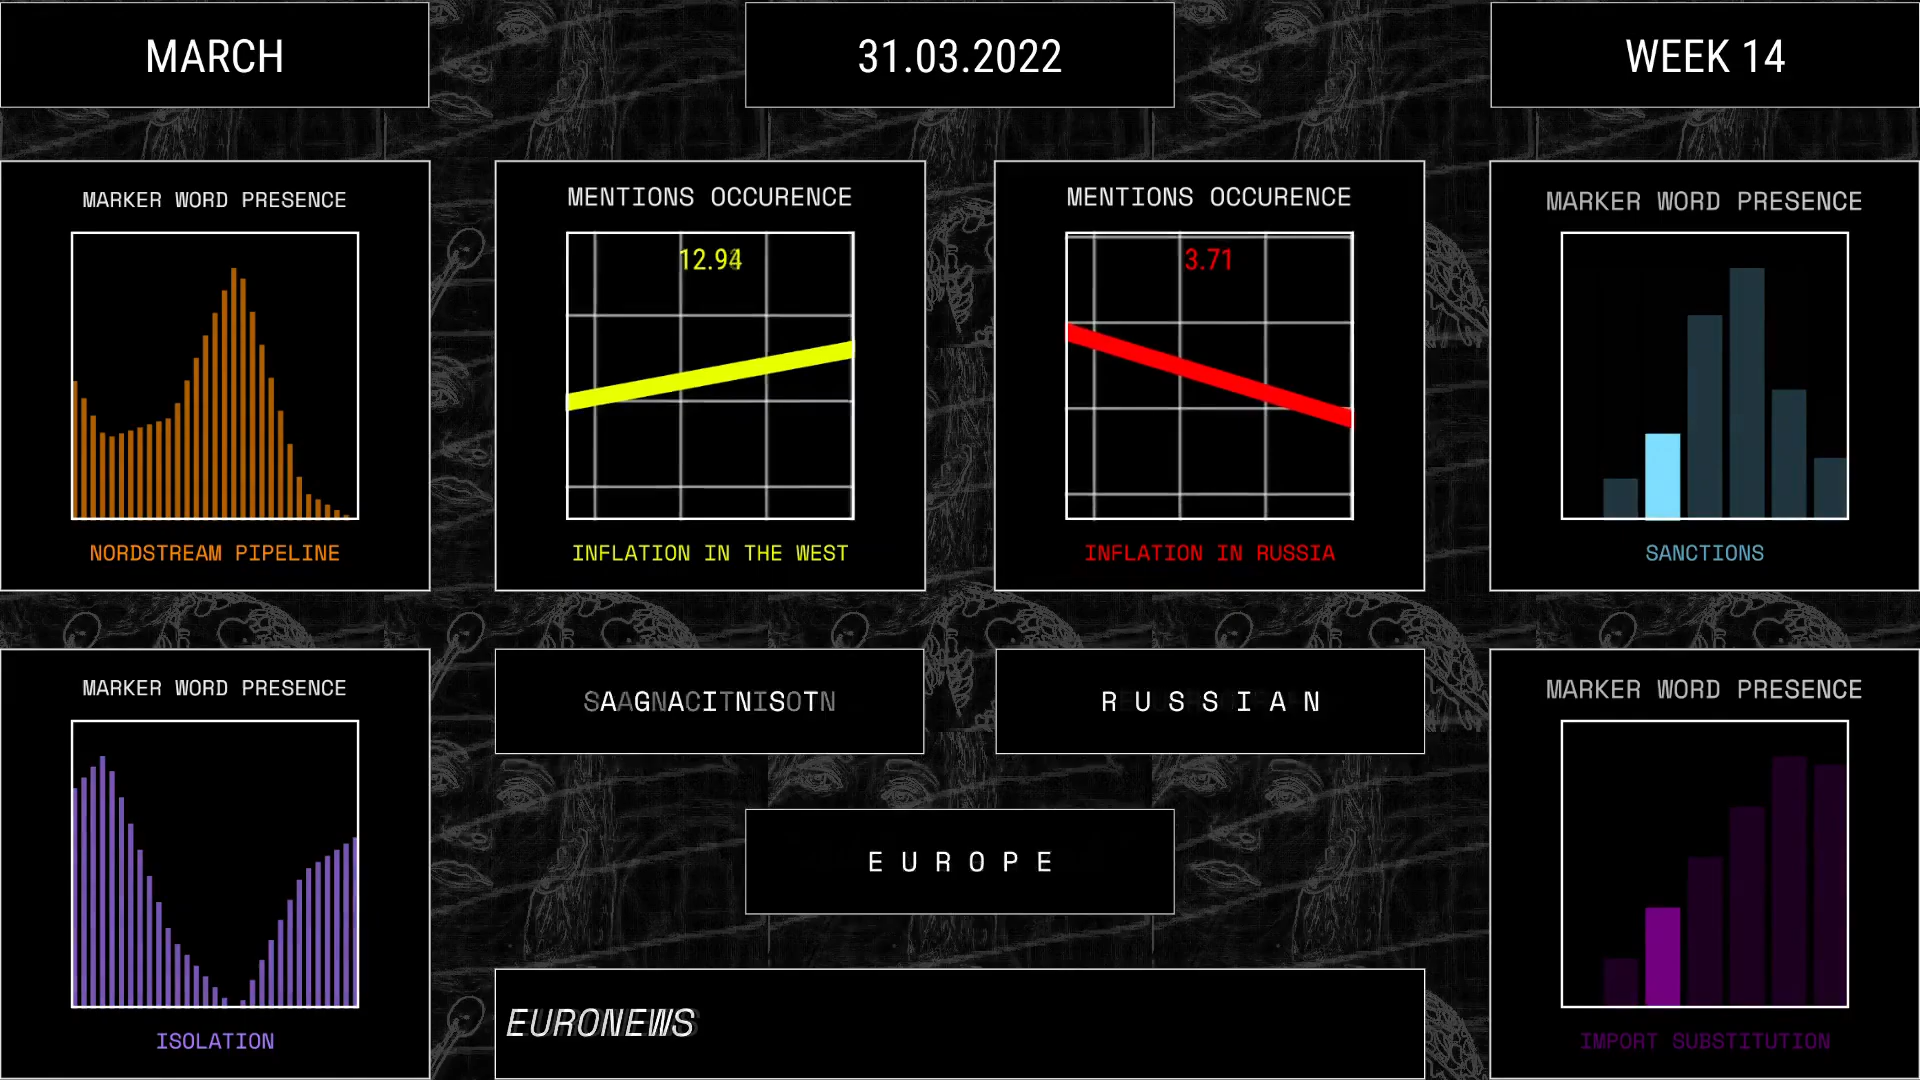 MARCH
31.03.2022
WEEK 14
MARKER WORD PRESENCE
MENTIONS OCCURENCE
MENTIONS OCCURENCE
MARKER WORD PRESENCE
12.94
3.71
NORDSTREAM PIPELINE
INFLATION IN THE WEST
INFLATION IN RUSSIA
SANCTIONS
MARKER WORD PRESENCE
RUSSIAN
MARKER WORD PRESENCE
EUROPE
EURONEWS
ISOLATION
IMPORT SUBSTITUTION